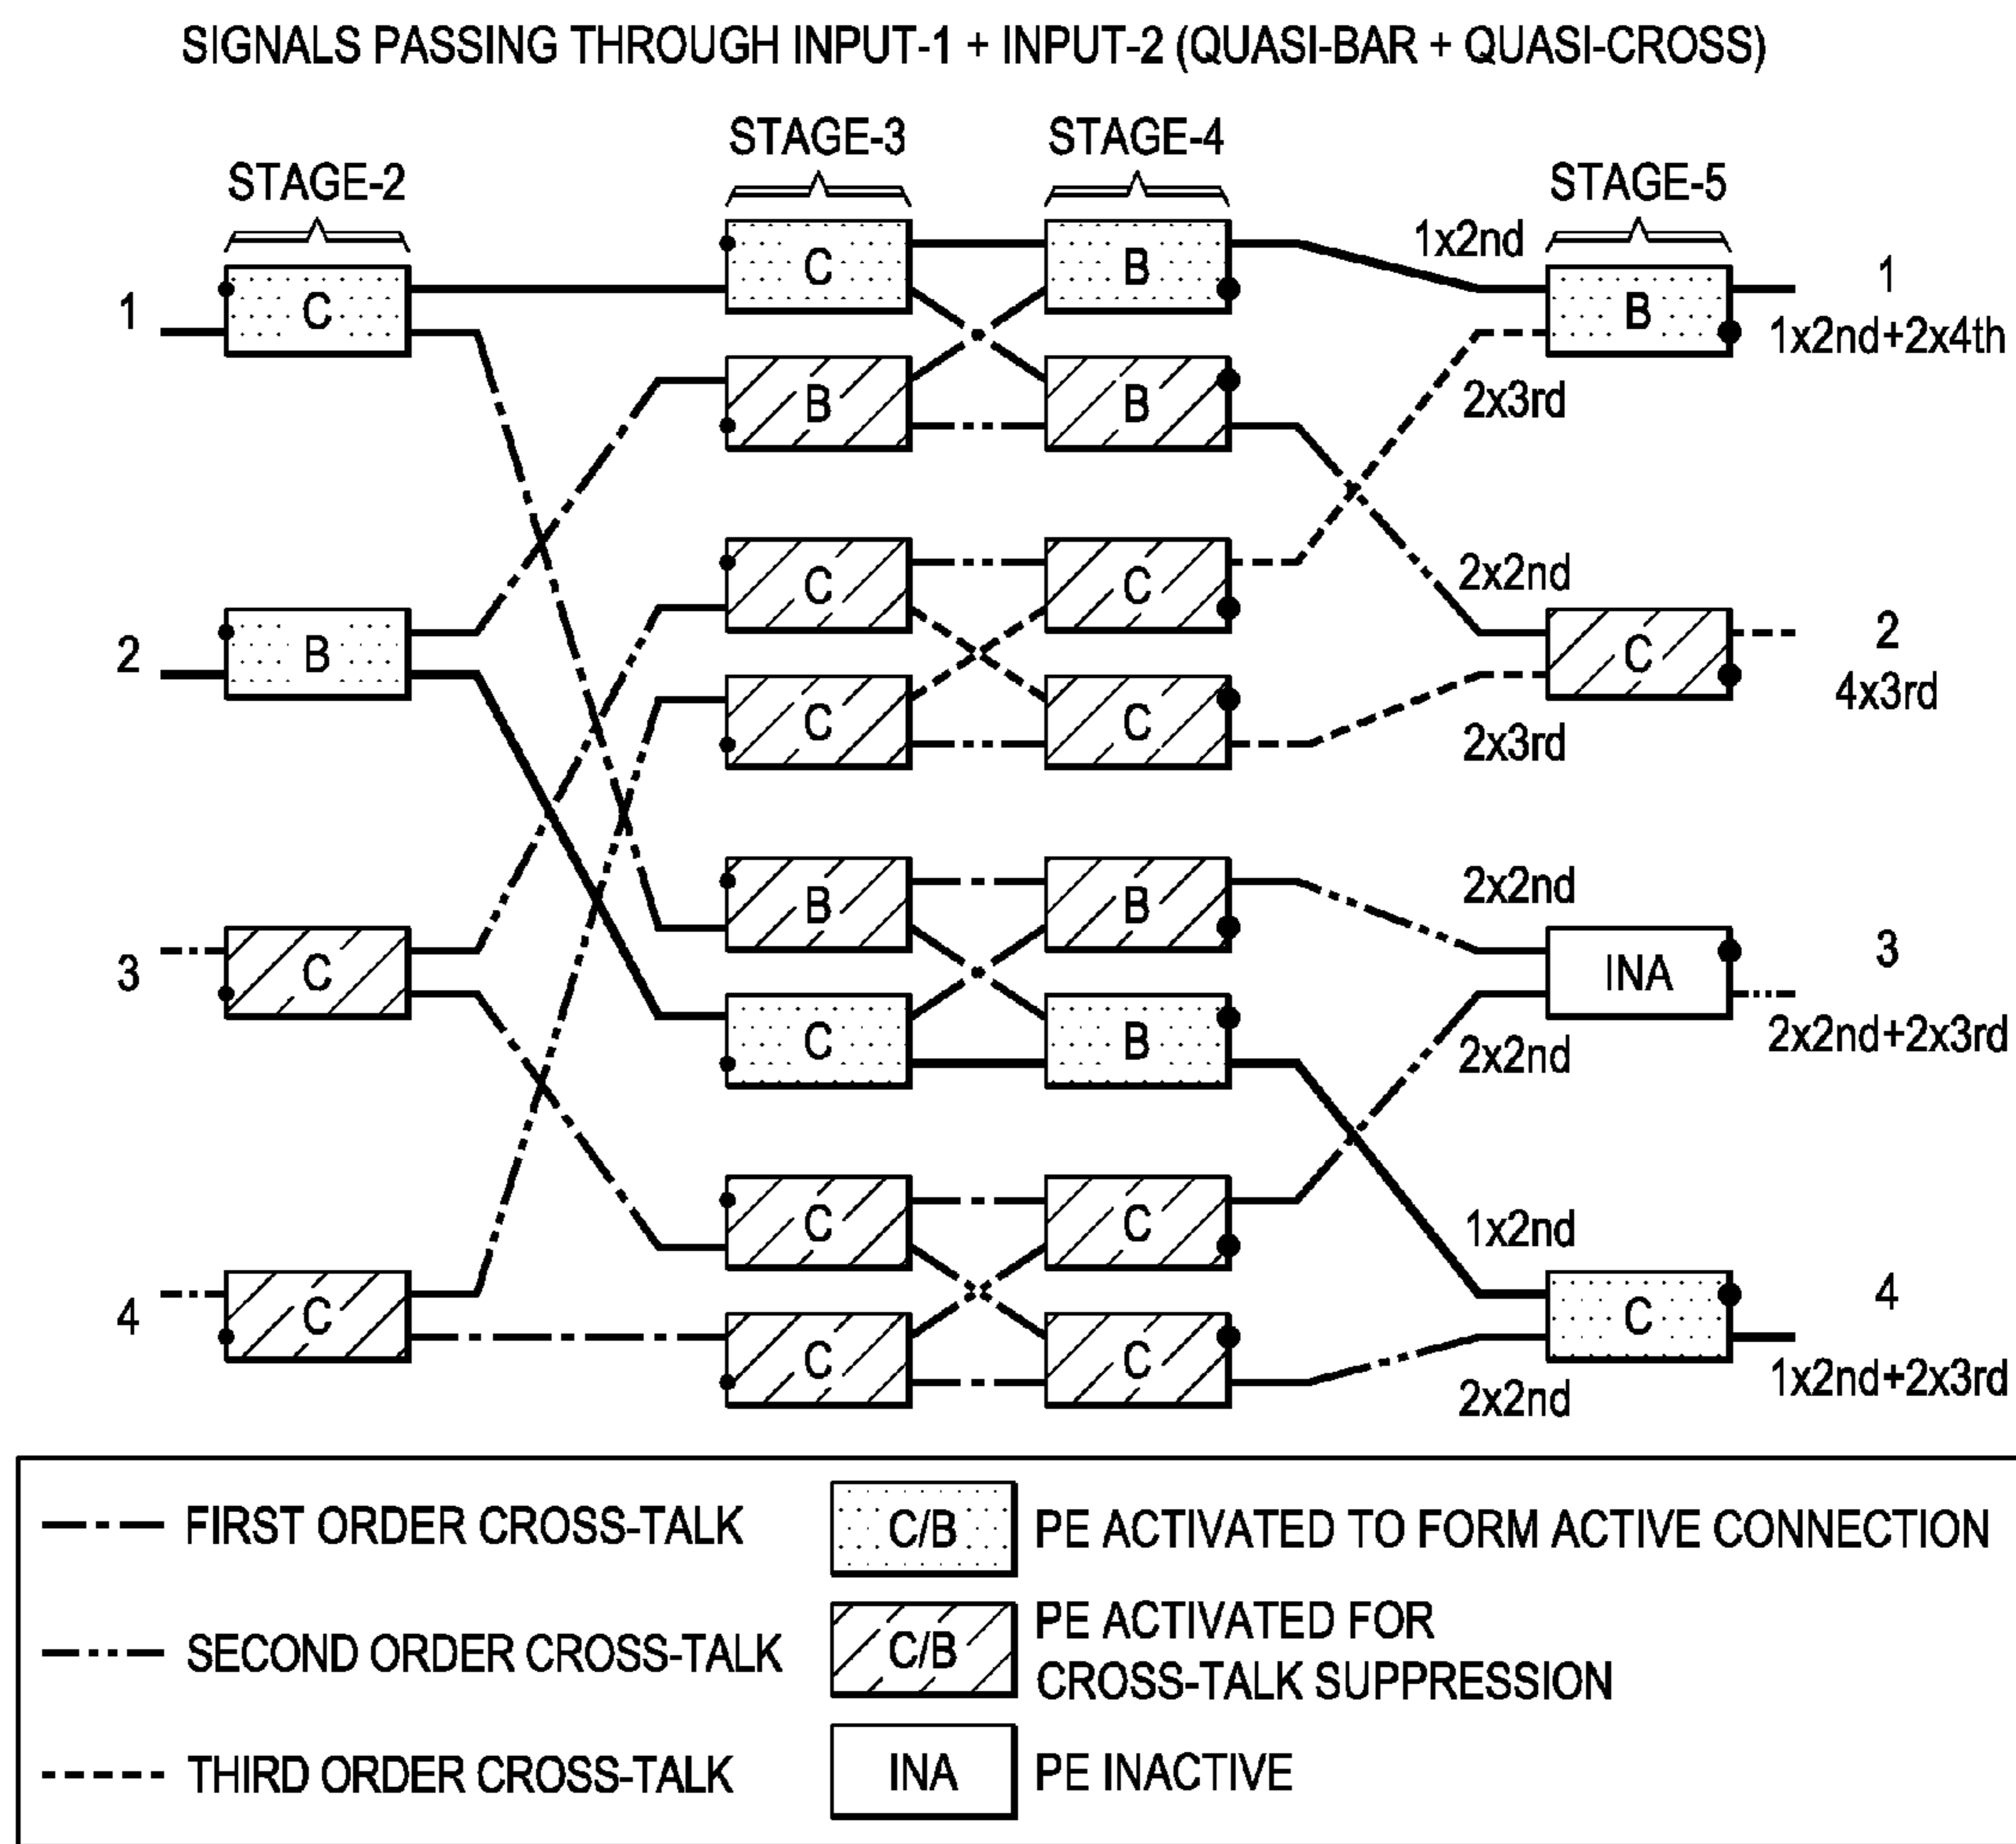 SIGNALS PASSING THROUGH INPUT-1 + INPUT-2 (QUASI-BAR + QUASI-CROSS)
STAGE-2
STAGE-3
STAGE-4
STAGE-5
1
C
C
B
1x2nd
B
1
1x2nd+2x4th
B
B
2x3rd
2
B
C
C
2x2nd
C
2
4x3rd
C
C
2x3rd
3
C
B
B
2x2nd
INA
3
2x2nd+2x3rd
C
B
2x2nd
4
C
C
C
1x2nd
C
4
1x2nd+2x3rd
C
C
2x2nd
FIRST ORDER CROSS-TALK
C/B
PE ACTIVATED TO FORM ACTIVE CONNECTION
SECOND ORDER CROSS-TALK
C/B
PE ACTIVATED FOR
CROSS-TALK SUPPRESSION
THIRD ORDER CROSS-TALK
INA
PE INACTIVE